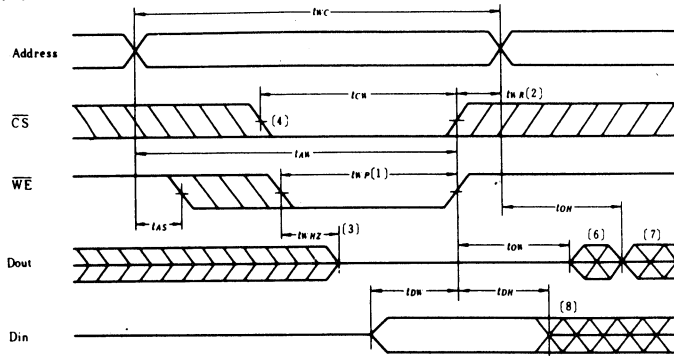 tWC
Address
tCW
tWR(2)
CS
(4)
tAW
WE
tWP(1)
tAS
tWHZ
(3)
tOH
Dout
tOW
(6)
(7)
tDW
tDH
(8)
Din